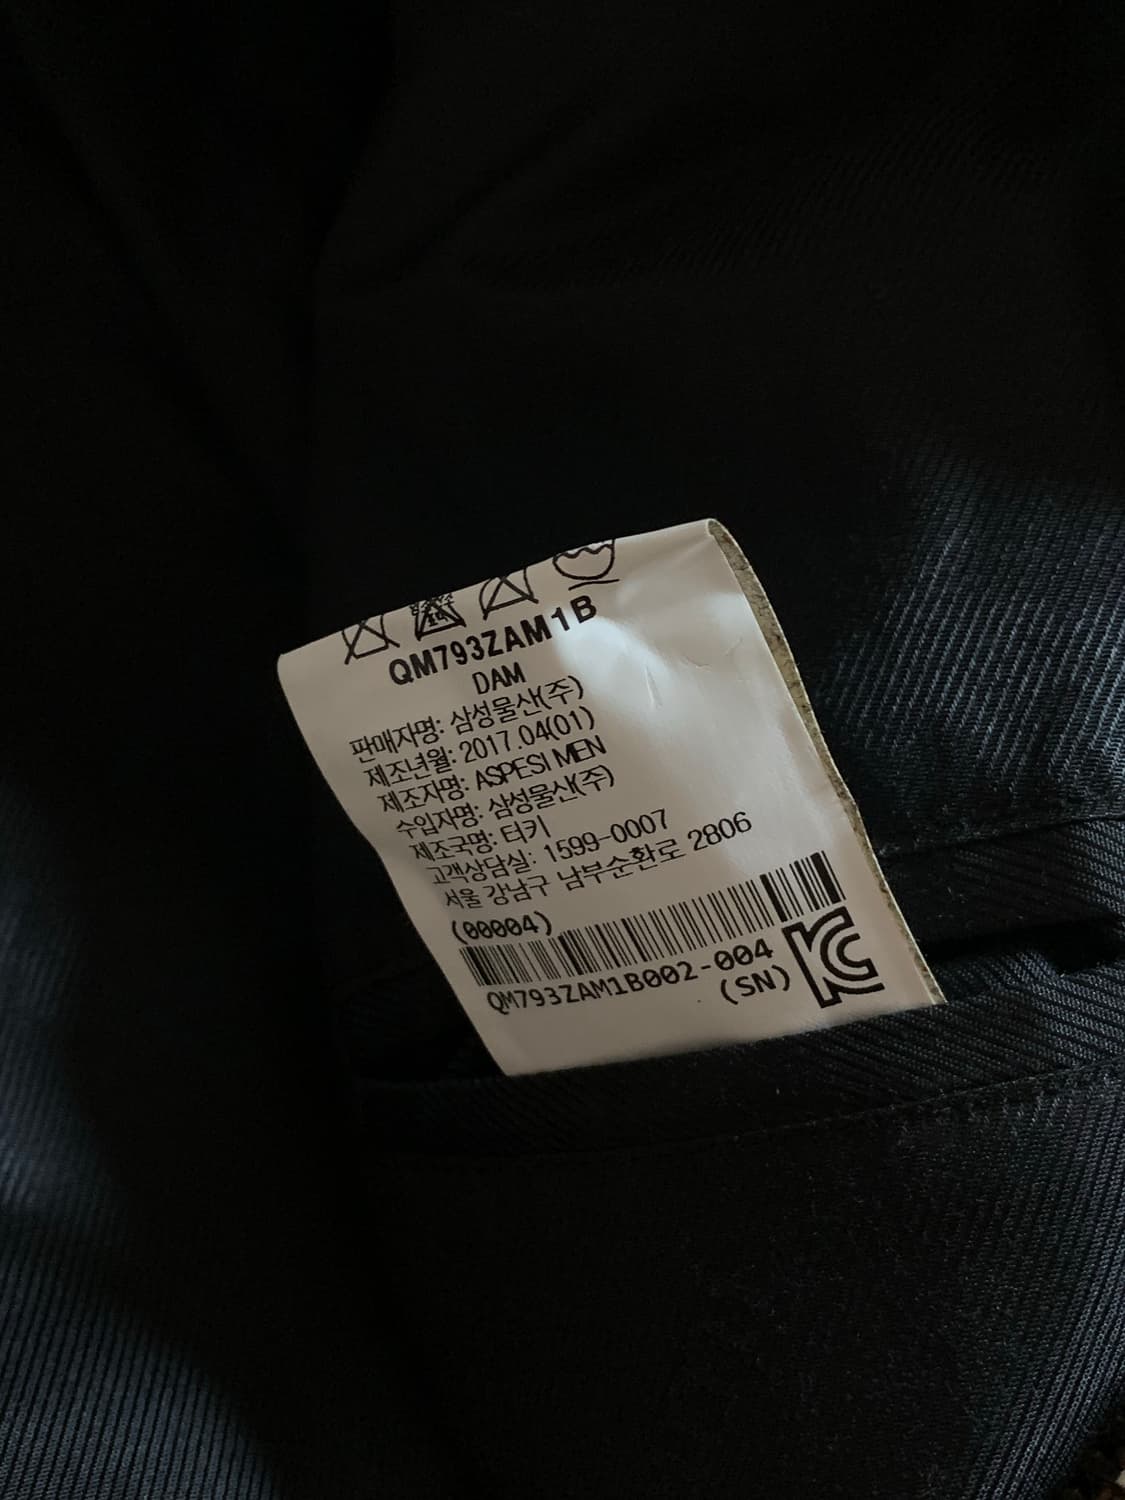 QM793ZAM1B
DAM
판매자명: 삼성물산(주)
제조년월: 2017.04(01)
제조자명: ASPESI MEN
수입자명: 삼성물산(주)
제조국명: 터키
고객상담실: 1599-0007
서울 강남구 남부순환로 2806
(00004)
QM793ZAM1B002-004
(SN)